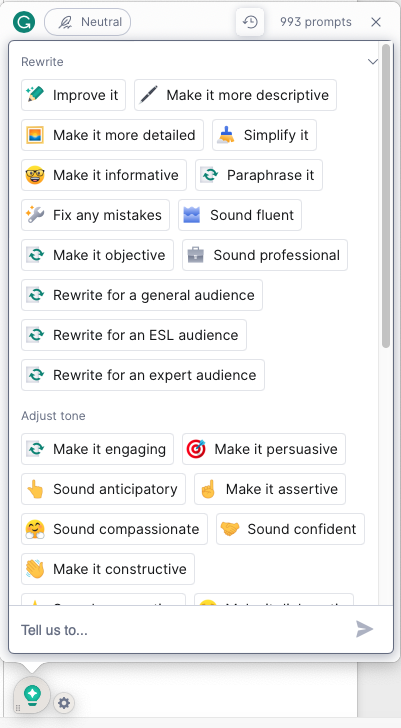 Neutral 993 prompts
Rewrite
Improve it Make it more descriptive
Make it more detailed Simplify it
Make it informative Paraphrase it
Fix any mistakes Sound fluent
Make it objective Sound professional
Rewrite for a general audience
Rewrite for an ESL audience
Rewrite for an expert audience
Adjust tone
Make it engaging Make it persuasive
Sound anticipatory Make it assertive
Sound compassionate Sound confident
Make it constructive
Tell us to...